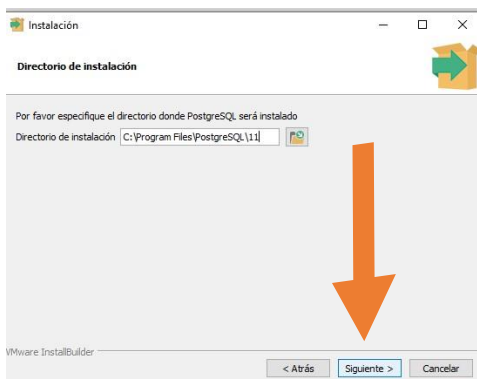 Instalación
Directorio de instalación
Por favor especifique el directorio donde PostgreSQL será instalado
Directorio de instalación C:\Program Files\PostgreSQL\11
VMware InstallBuilder
< Atrás Siguiente > Cancelar